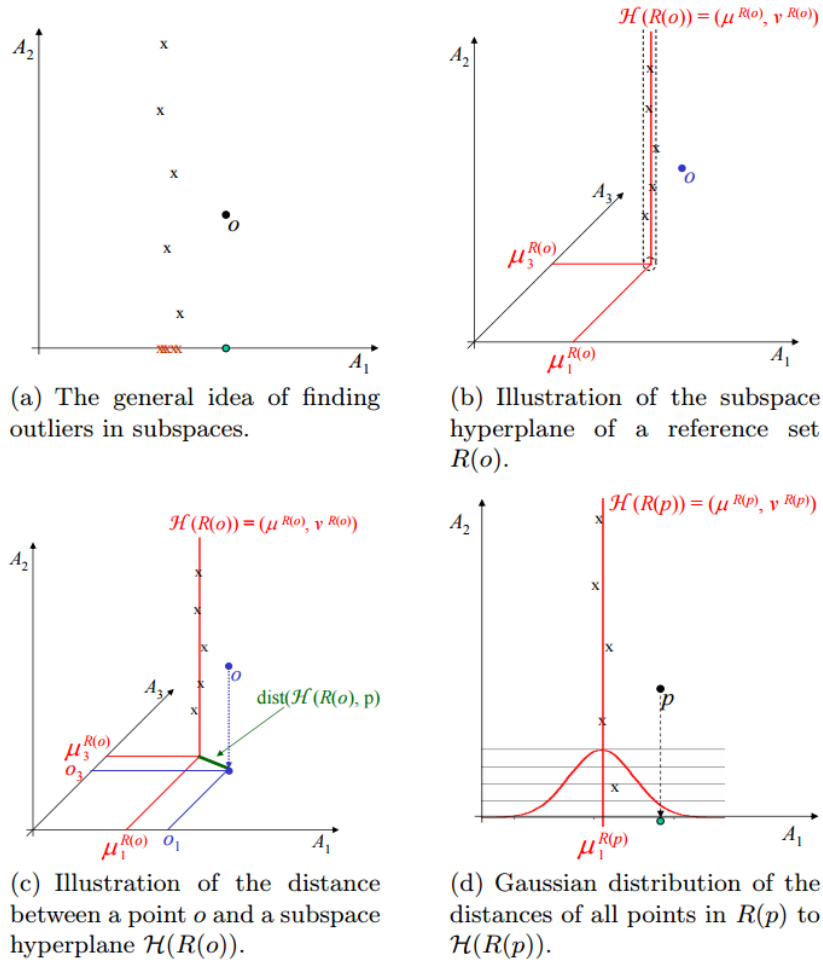 A₂
x
x
x
x
x
o
xxxxx
A₁
(a) The general idea of finding
outliers in subspaces.
ℋ(R(o)) = (μ^R(o), ν^R(o))
A₂
x
x
x
x
x
o
A₃
μ₃^R(o)
μ₁^R(o)
A₁
(b) Illustration of the subspace
hyperplane of a reference set
R(o).
ℋ(R(o)) = (μ^R(o), ν^R(o))
A₂
x
x
x
x
x
o
A₃
dist(ℋ(R(o), p)
μ₃^R(o)
o₃
μ₁^R(o) o₁ A₁
(c) Illustration of the distance
between a point o and a subspace
hyperplane ℋ(R(o)).
ℋ(R(p)) = (μ^R(p), ν^R(p))
A₂
x
x
x
x
x
p
μ₁^R(p)
A₁
(d) Gaussian distribution of the
distances of all points in R(p) to
ℋ(R(p)).